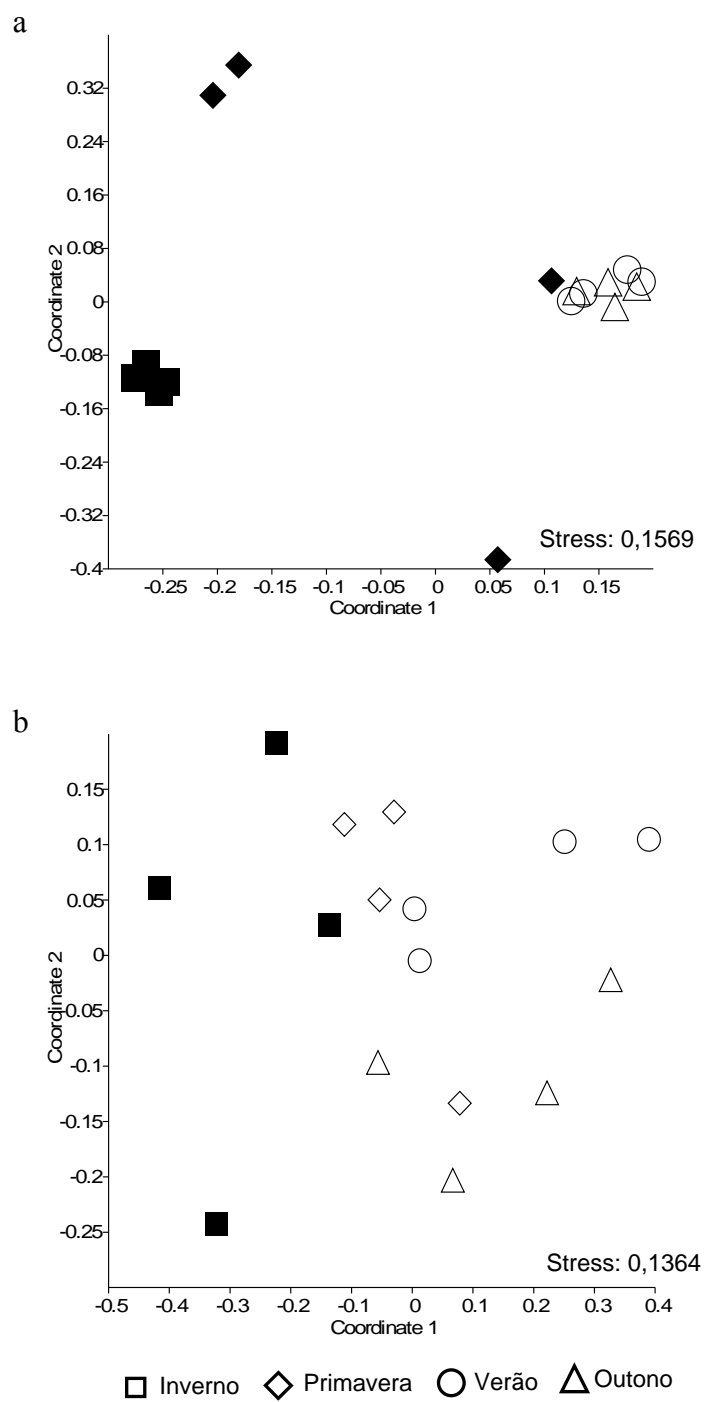 a
0.32
0.24
0.16
0.08
0
-0.08
-0.16
-0.24
-0.32
-0.4
Coordinate 2
Stress: 0,1569
-0.25 -0.2 -0.15 -0.1 -0.05 0 0.05 0.1 0.15
Coordinate 1
b
0.15
0.1
0.05
0
-0.05
-0.1
-0.15
-0.2
-0.25
Coordinate 2
Stress: 0,1364
-0.5 -0.4 -0.3 -0.2 -0.1 0 0.1 0.2 0.3 0.4
Coordinate 1
Inverno Primavera Verão Outono